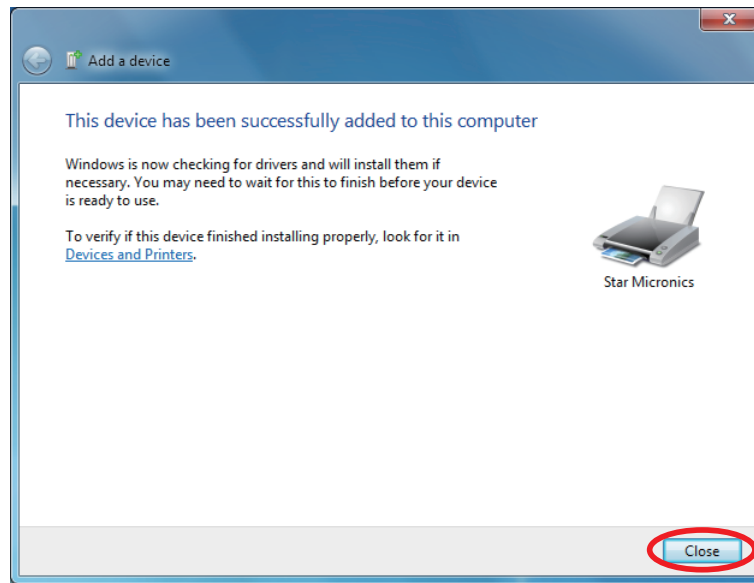 Add a device
This device has been successfully added to this computer
Windows is now checking for drivers and will install them if
necessary. You may need to wait for this to finish before your device
is ready to use.
To verify if this device finished installing properly, look for it in
Devices and Printers.
Star Micronics
Close